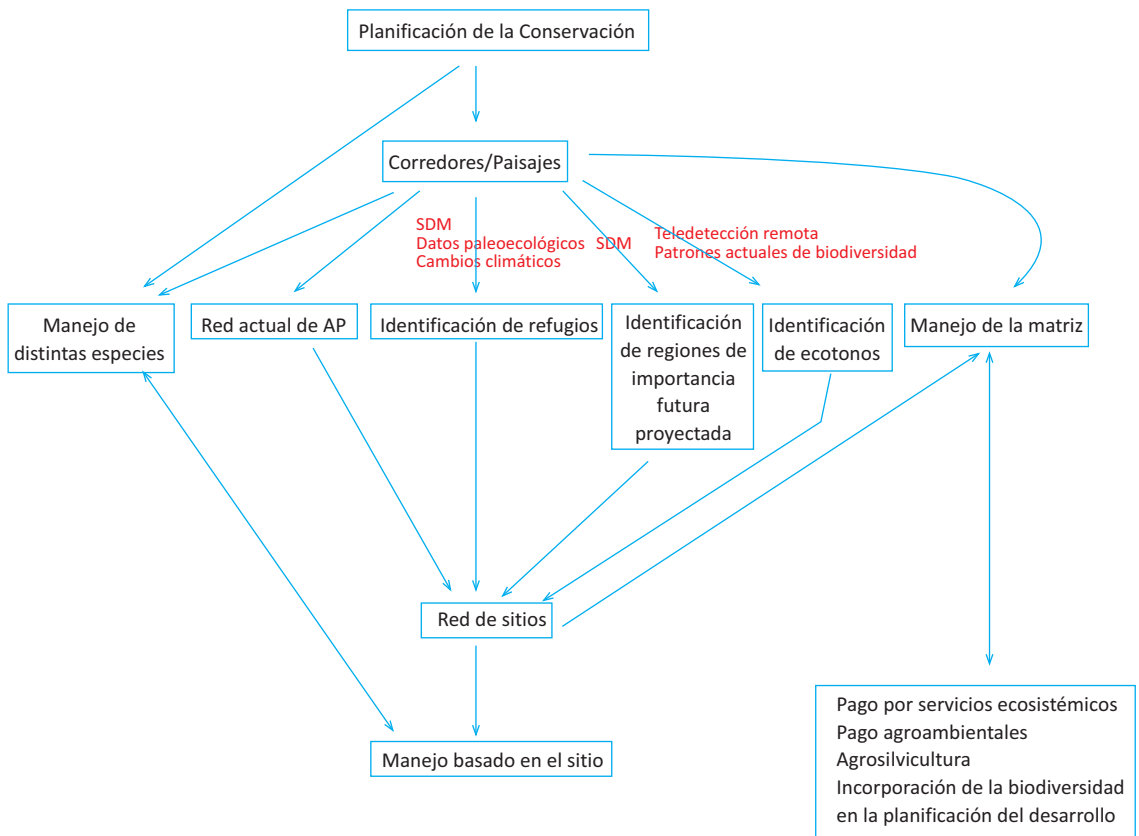 Planificación de la Conservación
Corredores/Paisajes
SDM
Datos paleoecológicos
Cambios climáticos
SDM
Teledetección remota
Patrones actuales de biodiversidad
Manejo de
distintas especies
Red actual de AP
Identificación de refugios
Identificación
de regiones de
importancia
futura
proyectada
Identificación
de ecotonos
Manejo de la matriz
Red de sitios
Manejo basado en el sitio
Pago por servicios ecosistémicos
Pago agroambientales
Agrosilvicultura
Incorporación de la biodiversidad
en la planificación del desarrollo